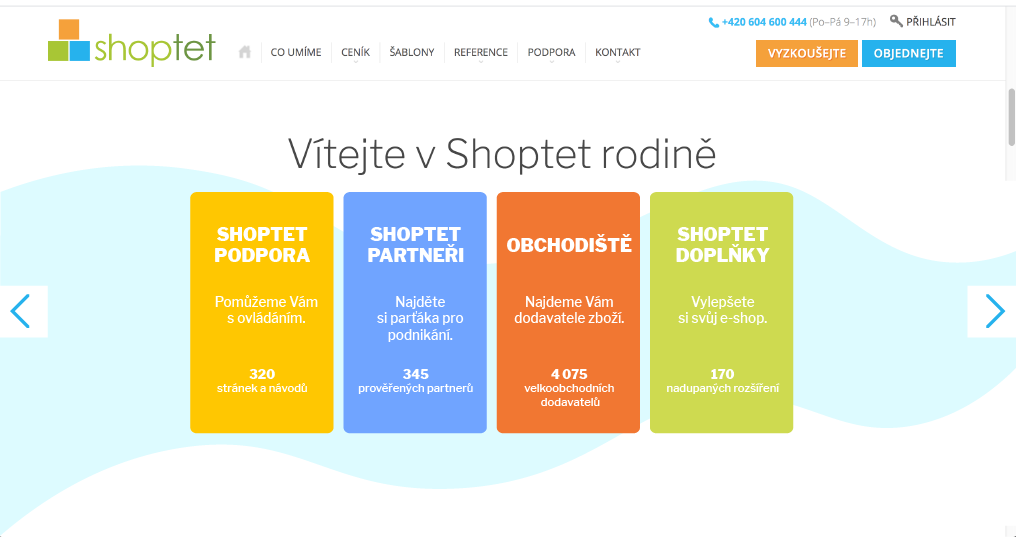 +420 604 600 444 (Po–Pá 9–17h) PŘIHLÁSIT
shoptet
CO UMÍME CENÍK ŠABLONY REFERENCE PODPORA KONTAKT
VYZKOUŠEJTE OBJEDNEJTE
Vítejte v Shoptet rodině
SHOPTET
PODPORA
Pomůžeme Vám
s ovládáním.
320
stránek a návodů
SHOPTET
PARTNEŘI
Najděte
si parťáka pro
podnikání.
345
prověřených partnerů
OBCHODIŠTĚ
Najdeme Vám
dodavatele zboží.
4 075
velkoobchodních
dodavatelů
SHOPTET
DOPLŇKY
Vylepšete
si svůj e-shop.
170
nadupaných rozšíření